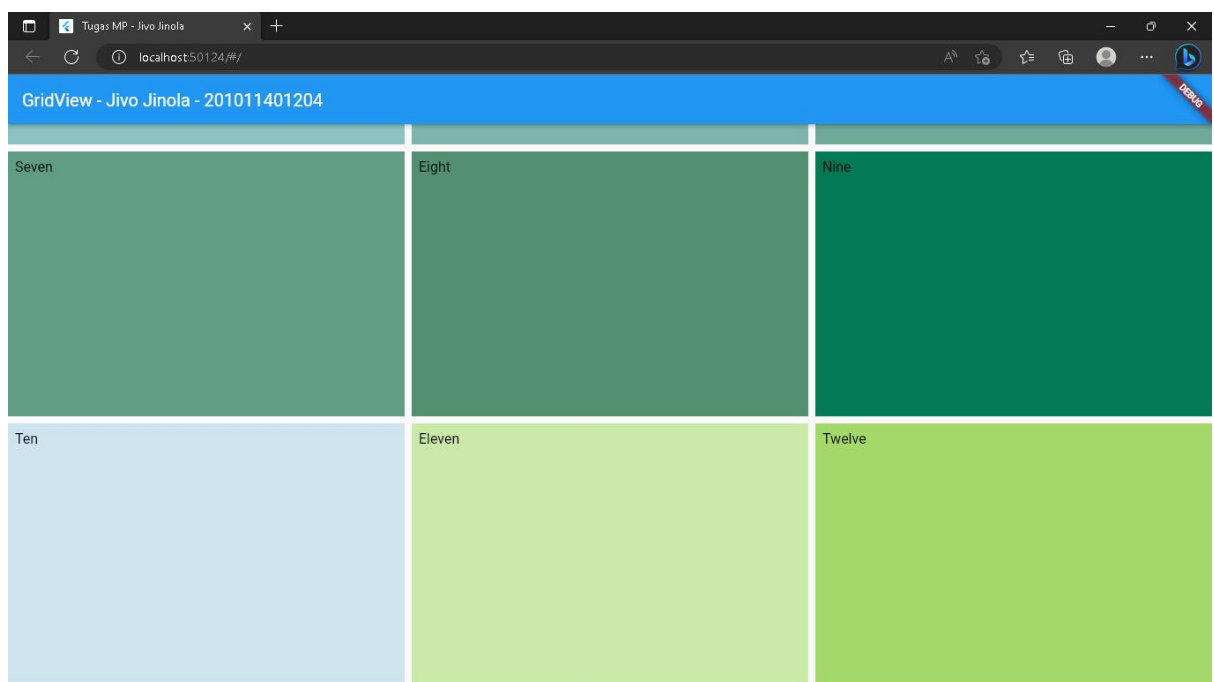 Tugas MP - Jivo Jinola
localhost:50124/#/
GridView - Jivo Jinola - 201011401204
DEBUG
Seven
Eight
Nine
Ten
Eleven
Twelve